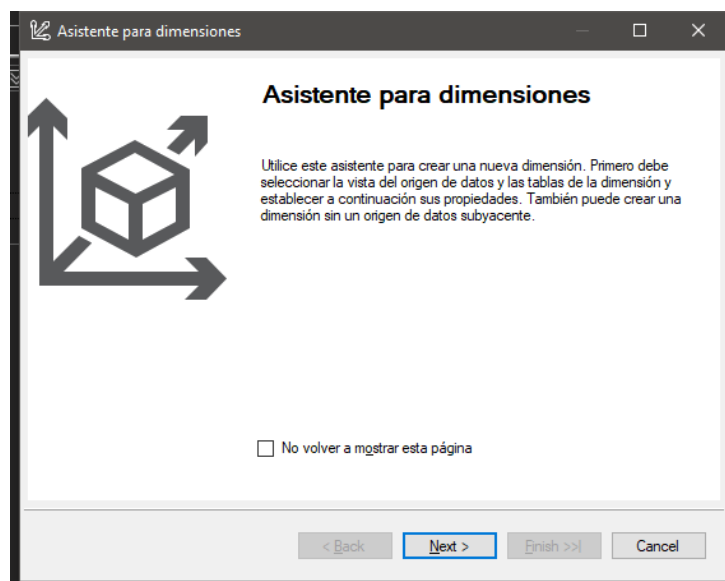 Asistente para dimensiones
Asistente para dimensiones
Utilice este asistente para crear una nueva dimensión. Primero debe
seleccionar la vista del origen de datos y las tablas de la dimensión y
establecer a continuación sus propiedades. También puede crear una
dimensión sin un origen de datos subyacente.
No volver a mostrar esta página
< Back Next > Finish >>| Cancel